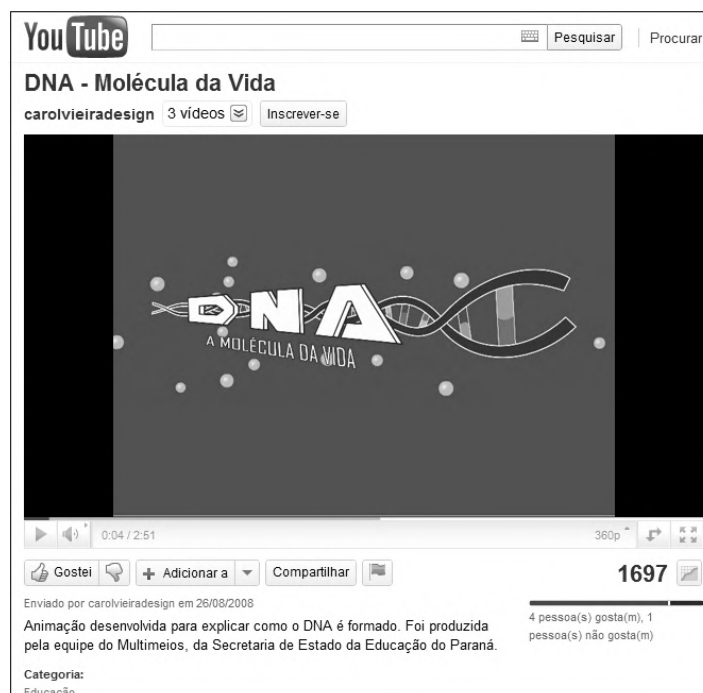 YouTube Pesquisar Procurar
DNA - Molécula da Vida
carolvieiradesign 3 vídeos Inscrever-se
DNA
A MOLÉCULA DA VIDA
0:04 / 2:51 360p
Gostei Adicionar a Compartilhar 1697
Enviado por carolvieiradesign em 26/08/2008
4 pessoa(s) gosta(m), 1
pessoa(s) não gosta(m)
Animação desenvolvida para explicar como o DNA é formado. Foi produzida
pela equipe do Multimeios, da Secretaria de Estado da Educação do Paraná.
Categoria:
Educação